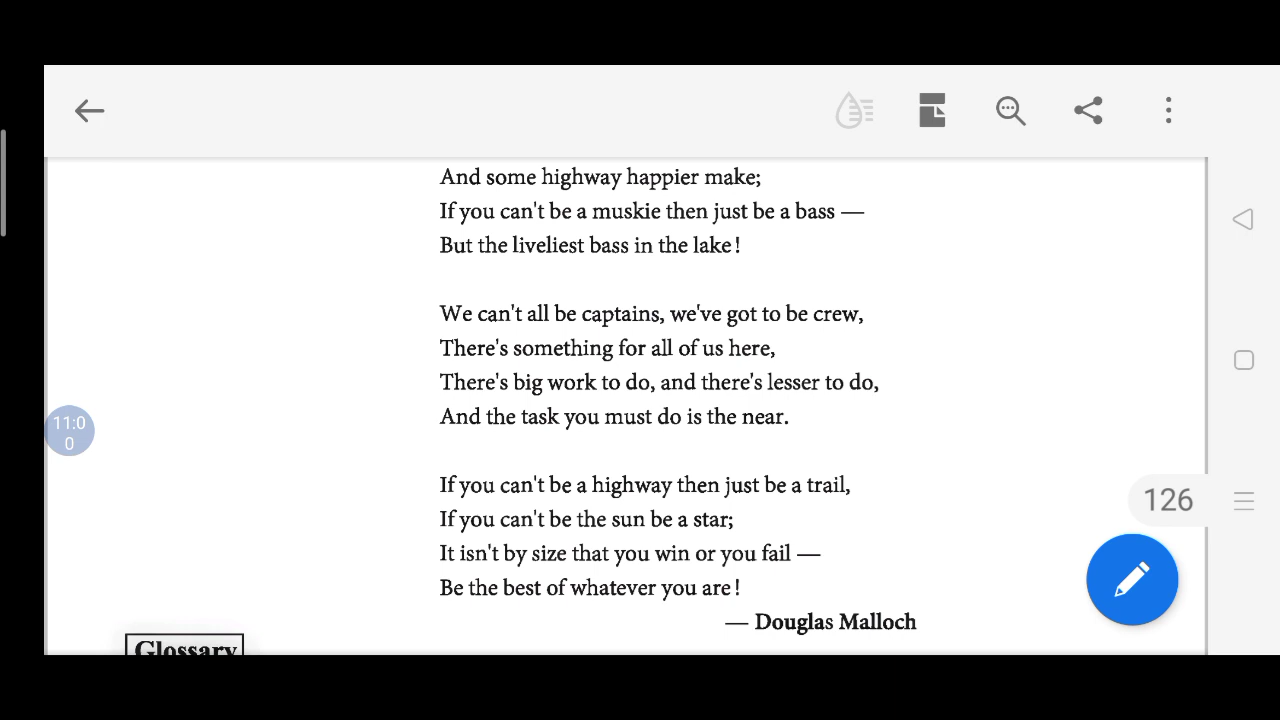 And some highway happier make;
If you can't be a muskie then just be a bass —
But the liveliest bass in the lake!
We can't all be captains, we've got to be crew,
There's something for all of us here,
There's big work to do, and there's lesser to do,
And the task you must do is the near.
11:0
0
If you can't be a highway then just be a trail,
126
If you can't be the sun be a star;
It isn't by size that you win or you fail —
Be the best of whatever you are!
— Douglas Malloch
Glossary